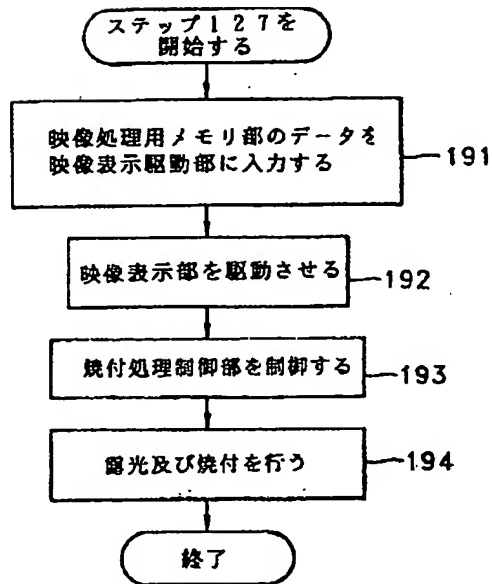 ステップ127を
開始する
映像処理用メモリ部のデータを
映像表示駆動部に入力する
191
映像表示部を駆動させる
192
焼付処理制御部を制御する
193
露光及び焼付を行う
194
終了